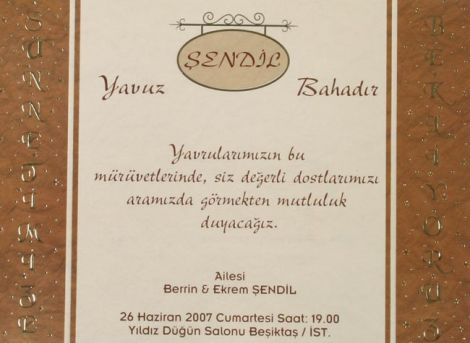 ŞENDİL
Yavuz Bahadır
Yavrularımızın bu
mürüvetlerinde, siz değerli dostlarımızı
aramızda görmekten mutluluk
duyacağız.
Ailesi
Berrin & Ekrem ŞENDİL
26 Haziran 2007 Cumartesi Saat: 19.00
Yıldız Düğün Salonu Beşiktaş / İST.